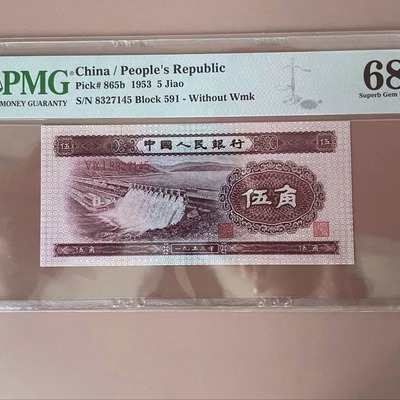 PMG
MONEY GUARANTY
China / People's Republic
Pick# 865b 1953 5 Jiao
S/N 8327145 Block 591 - Without Wmk
68
Superb Gem
中國人民銀行
伍
伍
伍角
伍角
一九五三年
伍角